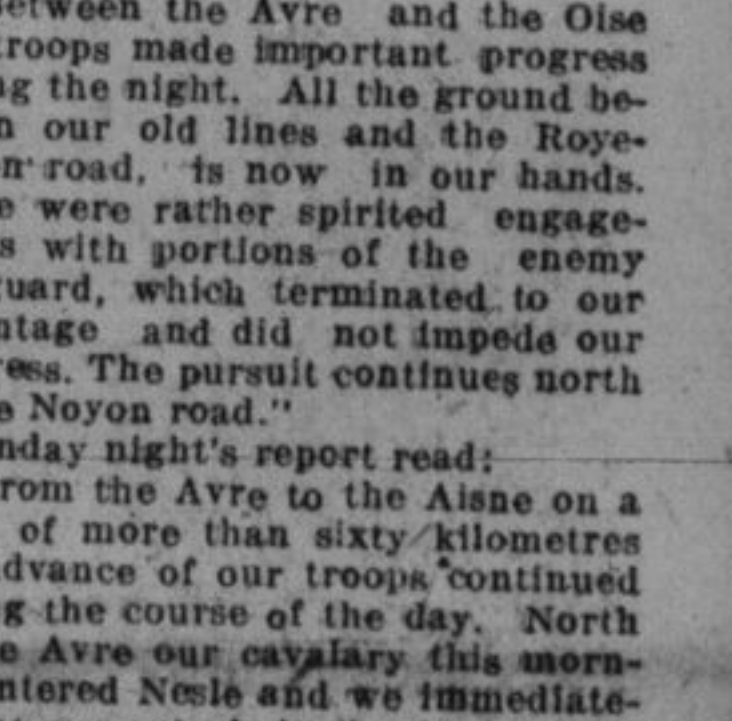 etween the Avre and the Oise
troops made important progress
ng the night. All the ground be-
n our old lines and the Roye-
n road, is now in our hands.
e were rather spirited engage-
s with portions of the enemy
guard, which terminated to our
ntage and did not impede our
ress. The pursuit continues north
e Noyon road."
nday night's report read:
rom the Avre to the Aisne on a
of more than sixty kilometres
dvance of our troops continued
g the course of the day. North
e Avre our cavalary this morn-
ntered Nesle and we immediate-